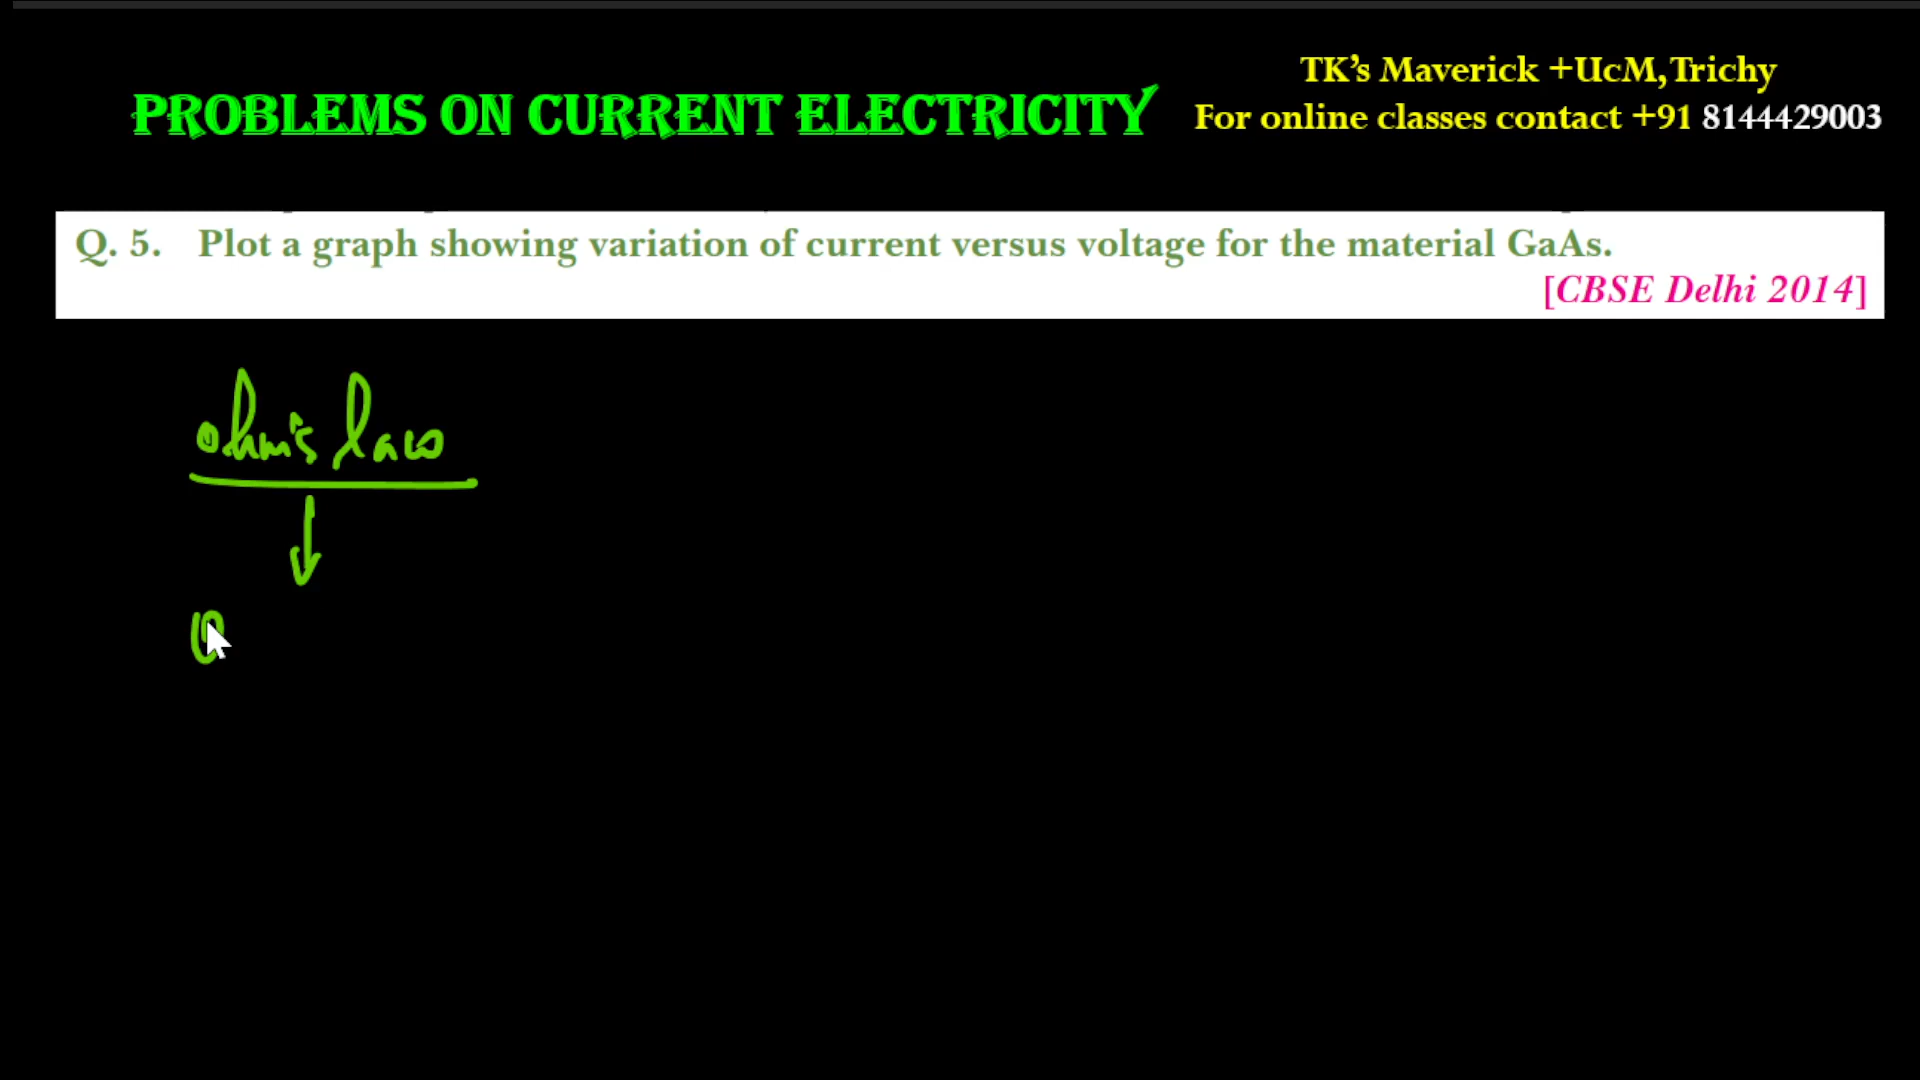 PROBLEMS ON CURRENT ELECTRICITY
TK's Maverick +UcM,Trichy
For online classes contact +91 8144429003
Q. 5. Plot a graph showing variation of current versus voltage for the material GaAs.
[CBSE Delhi 2014]
ohm's law